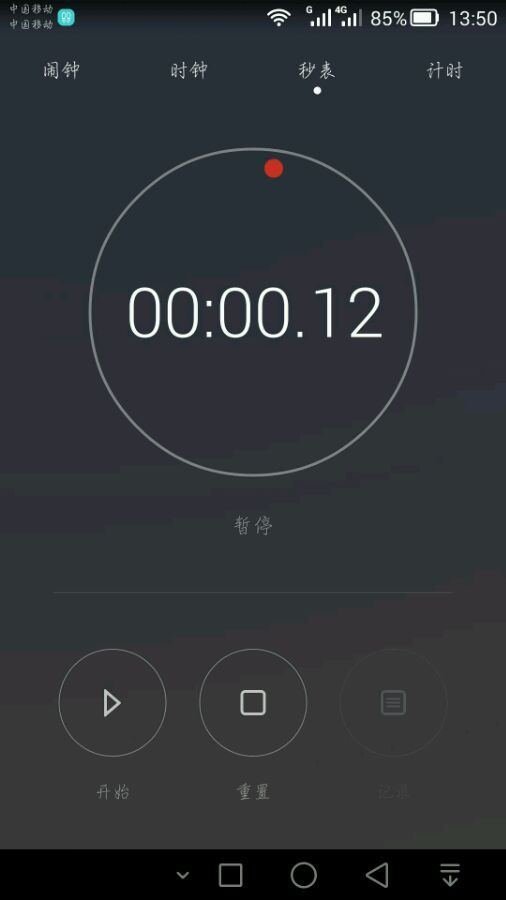 中国移动
中国移动
G 4G 85% 13:50
闹钟 时钟 秒表 计时
00:00.12
暂停
开始 重置 记录